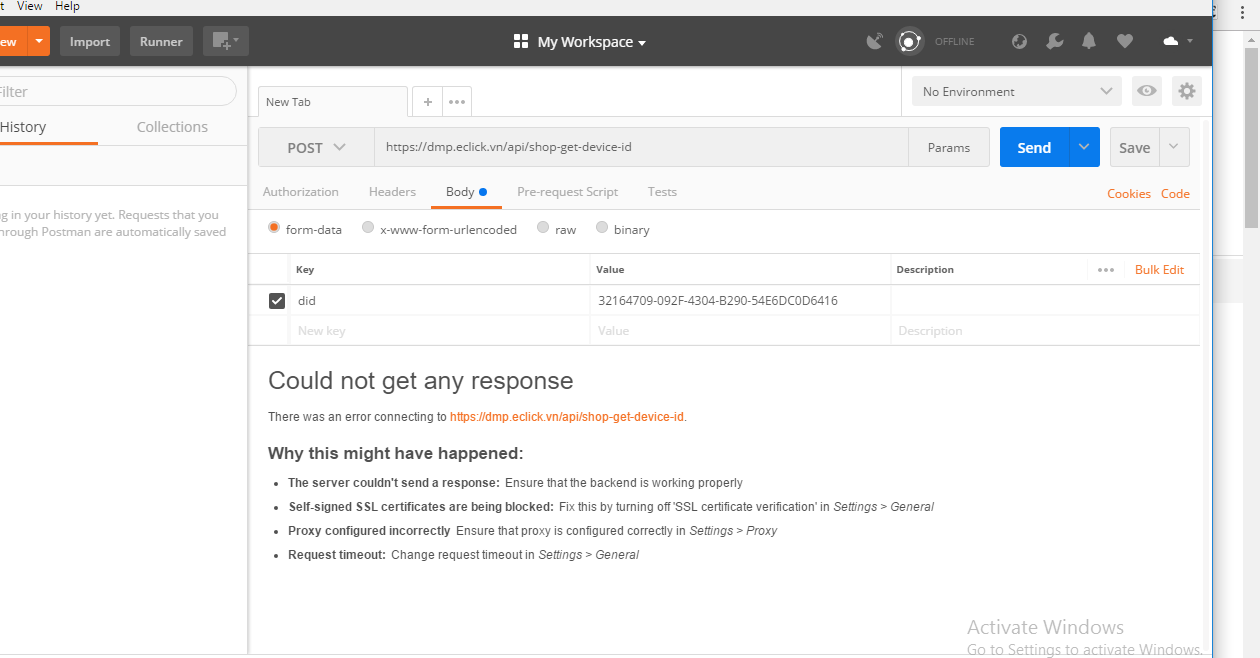 t View Help
ew Import Runner My Workspace OFFLINE
Filter
History Collections
g in your history yet. Requests that you
hrough Postman are automatically saved
New Tab + ••• No Environment
POST https://dmp.eclick.vn/api/shop-get-device-id Params Send Save
Authorization Headers Body Pre-request Script Tests Cookies Code
form-data x-www-form-urlencoded raw binary
Key Value Description ••• Bulk Edit
did 32164709-092F-4304-B290-54E6DC0D6416
New key Value Description
Could not get any response
There was an error connecting to https://dmp.eclick.vn/api/shop-get-device-id.
Why this might have happened:
• The server couldn't send a response: Ensure that the backend is working properly
• Self-signed SSL certificates are being blocked: Fix this by turning off 'SSL certificate verification' in Settings > General
• Proxy configured incorrectly Ensure that proxy is configured correctly in Settings > Proxy
• Request timeout: Change request timeout in Settings > General
Activate Windows
Go to Settings to activate Windows.